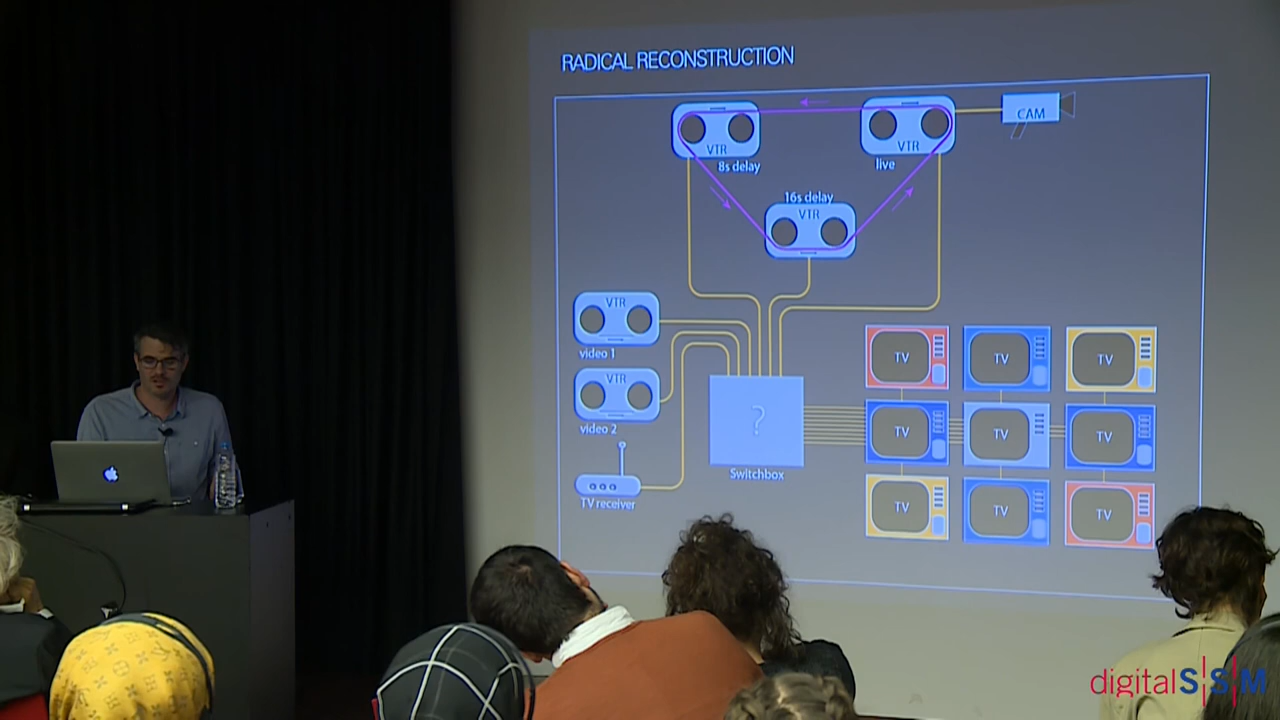 RADICAL RECONSTRUCTION
CAM
VTR
8s delay
VTR
live
16s delay
VTR
VTR
video 1
VTR
video 2
TV receiver
?
Switchbox
TV
TV
TV
TV
TV
TV
TV
TV
TV
digitalSSM